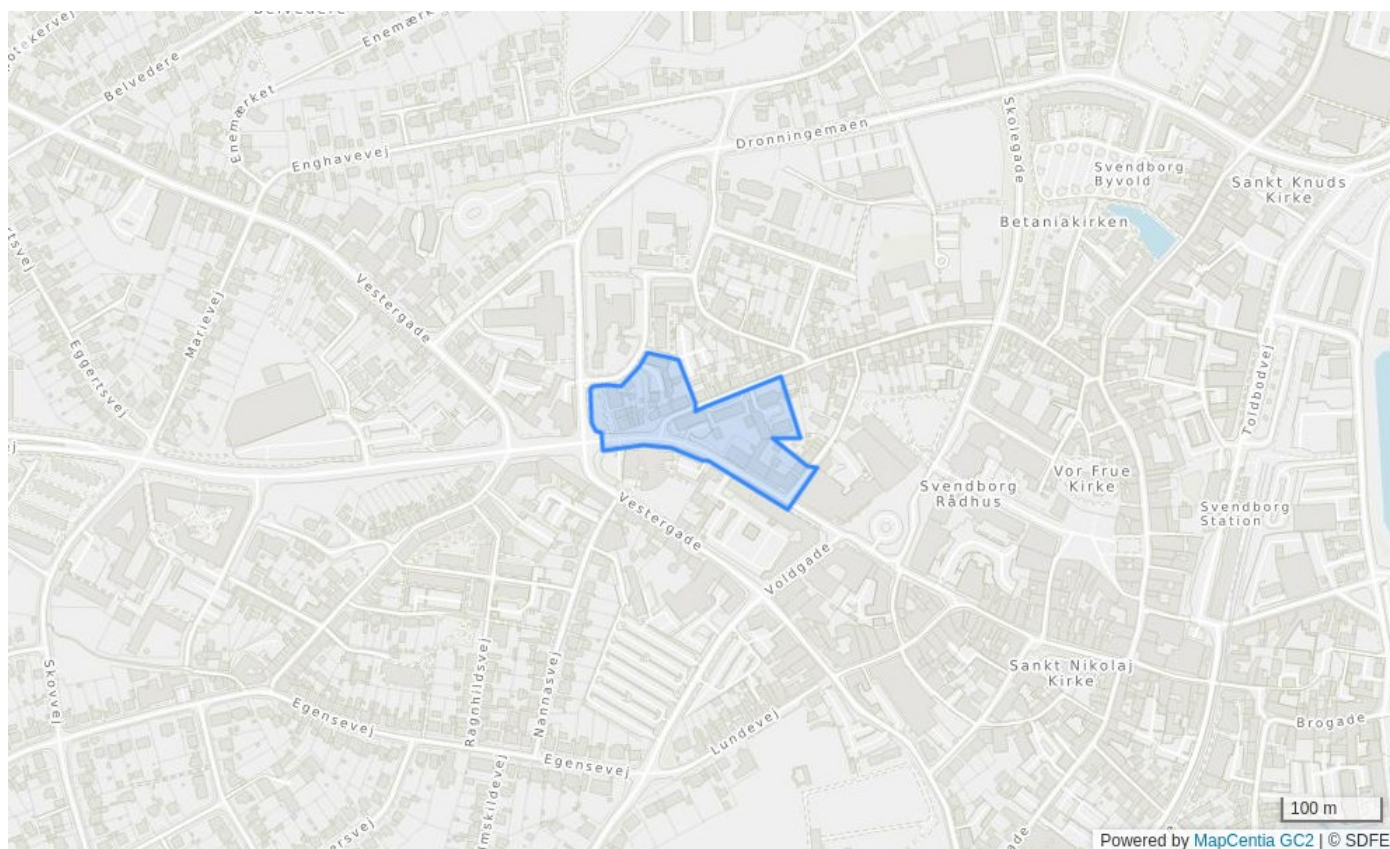 Belvedere
Enemærket
Belvedere
Enemærket
Enghavevej
Dronningemaen
Skolegade
Svendborg
Byvold
Sankt Knuds
Kirke
Betaniakirken
Vestergade
Marievej
Eggertsvej
Toldbodvej
Vor Frue
Kirke
Svendborg
Rådhus
Svendborg
Station
Vestergade
Voldgade
Skovvej
Ragnhildsvej
Nannasvej
Sankt Nikolaj
Kirke
Egensevej
Lundevej
Brogade
Egensevej
100 m
Powered by MapCentia GC2 | © SDFE